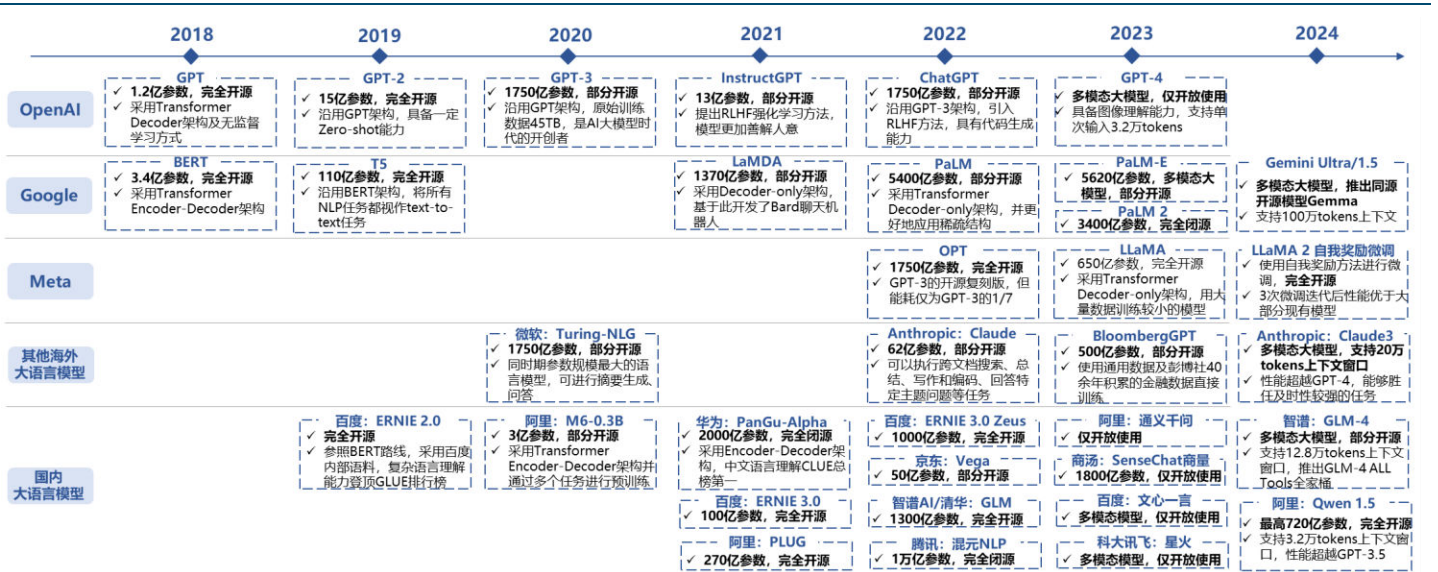 2018
2019
2020
2021
2022
2023
2024
OpenAI
GPT
✓ 1.2亿参数，完全开源
✓ 采用Transformer
Decoder架构及无监督
学习方式
GPT-2
✓ 15亿参数，完全开源
✓ 沿用GPT架构，具备一定
Zero-shot能力
GPT-3
✓ 1750亿参数，部分开源
✓ 沿用GPT架构，原始训练
数据45TB，是AI大模型时
代的开创者
InstructGPT
✓ 13亿参数，部分开源
✓ 提出RLHF强化学习方法，
模型更加善解人意
ChatGPT
✓ 1750亿参数，部分开源
✓ 沿用GPT-3架构，引入
RLHF方法，具有代码生成
能力
GPT-4
✓ 多模态大模型，仅开放使用
✓ 具备图像理解能力，支持单
次输入3.2万tokens
Google
BERT
✓ 3.4亿参数，完全开源
✓ 采用Transformer
Encoder-Decoder架构
T5
✓ 110亿参数，完全开源
✓ 沿用BERT架构，将所有
NLP任务都视作text-to-
text任务
LaMDA
✓ 1370亿参数，部分开源
✓ 采用Decoder-only架构，
基于此开发了Bard聊天机
器人
PaLM
✓ 5400亿参数，部分开源
✓ 采用Transformer
Decoder-only架构，并更
好地应用稀疏结构
PaLM-E
✓ 5620亿参数，多模态大
模型，部分开源
PaLM 2
✓ 3400亿参数，完全闭源
Gemini Ultra/1.5
✓ 多模态大模型，推出同源
开源模型Gemma
✓ 支持100万tokens上下文
Meta
OPT
✓ 1750亿参数，完全开源
✓ GPT-3的开源复刻版，但
能耗仅为GPT-3的1/7
LLaMA
✓ 650亿参数，完全开源
✓ 采用Transformer
Decoder-only架构，用大
量数据训练较小的模型
LLaMA 2 自我奖励微调
✓ 使用自我奖励方法进行微
调，完全开源
✓ 3次微调迭代后性能优于大
部分现有模型
其他海外
大语言模型
微软：Turing-NLG
✓ 1750亿参数，部分开源
✓ 同时期参数规模最大的语
言模型，可进行摘要生成、
问答
Anthropic：Claude
✓ 62亿参数，部分开源
✓ 可以执行跨文档搜索、总
结、写作和编码、回答特
定主题问题等任务
BloombergGPT
✓ 500亿参数，部分开源
✓ 使用通用数据及彭博社40
余年积累的金融数据直接
训练
Anthropic：Claude3
✓ 多模态大模型，支持20万
tokens上下文窗口
✓ 性能超越GPT-4，能够胜
任及时性较强的任务
国内
大语言模型
百度：ERNIE 2.0
✓ 完全开源
✓ 参照BERT路线，采用百度
内部语料，复杂语言理解
能力登顶GLUE排行榜
阿里：M6-0.3B
✓ 3亿参数，部分开源
✓ 采用Transformer
Encoder-Decoder架构并
通过多个任务进行预训练
华为：PanGu-Alpha
✓ 2000亿参数，完全闭源
✓ 采用Encoder-Decoder架
构，中文语言理解CLUE总
榜第一
百度：ERNIE 3.0
✓ 100亿参数，完全开源
阿里：PLUG
✓ 270亿参数，完全开源
百度：ERNIE 3.0 Zeus
✓ 1000亿参数，完全开源
京东：Vega
✓ 50亿参数，部分开源
智谱AI/清华：GLM
✓ 1300亿参数，完全开源
腾讯：混元NLP
✓ 1万亿参数，完全闭源
阿里：通义千问
✓ 仅开放使用
商汤：SenseChat商量
✓ 1800亿参数，仅开放使用
百度：文心一言
✓ 多模态模型，仅开放使用
科大讯飞：星火
✓ 多模态模型，仅开放使用
智谱：GLM-4
✓ 多模态大模型，部分开源
✓ 支持12.8万tokens上下文
窗口，推出GLM-4 ALL
Tools全家桶
阿里：Qwen 1.5
✓ 最高720亿参数，完全开源
✓ 支持3.2万tokens上下文窗
口，性能超越GPT-3.5